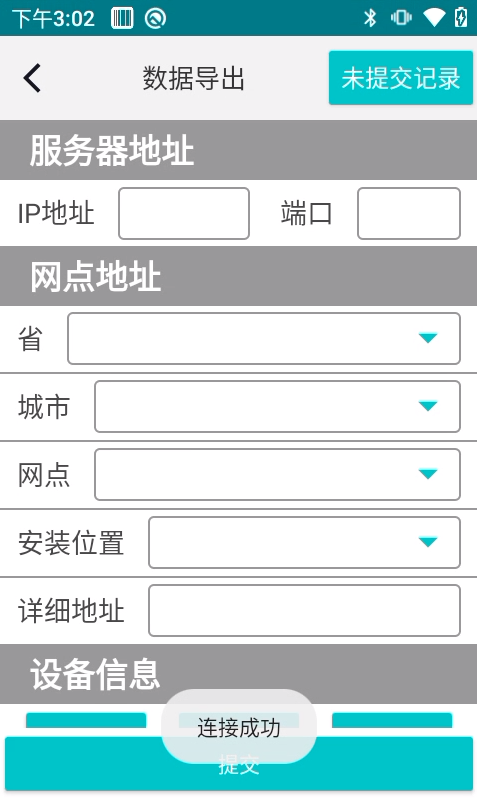 下午3:02
数据导出
未提交记录
服务器地址
IP地址 端口
网点地址
省
城市
网点
安装位置
详细地址
设备信息
连接成功
提交